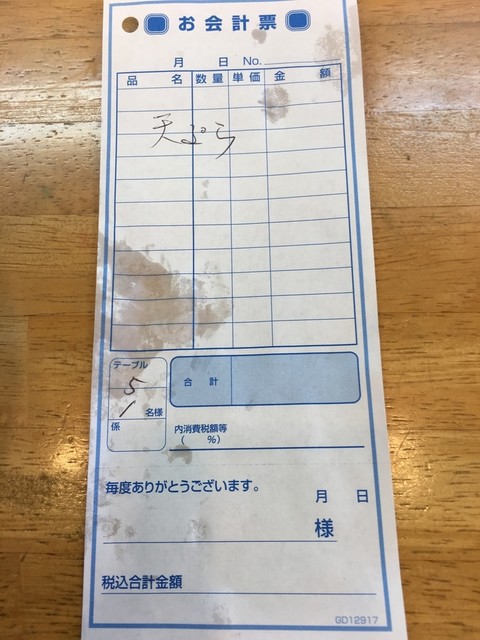 お会計票
月 日 No.
品 名 数量 単価 金 額
天ぷら
テーブル
5
1 名様
係
合 計
内消費税額等
( %)
毎度ありがとうございます。
月 日
様
税込合計金額
GD12917